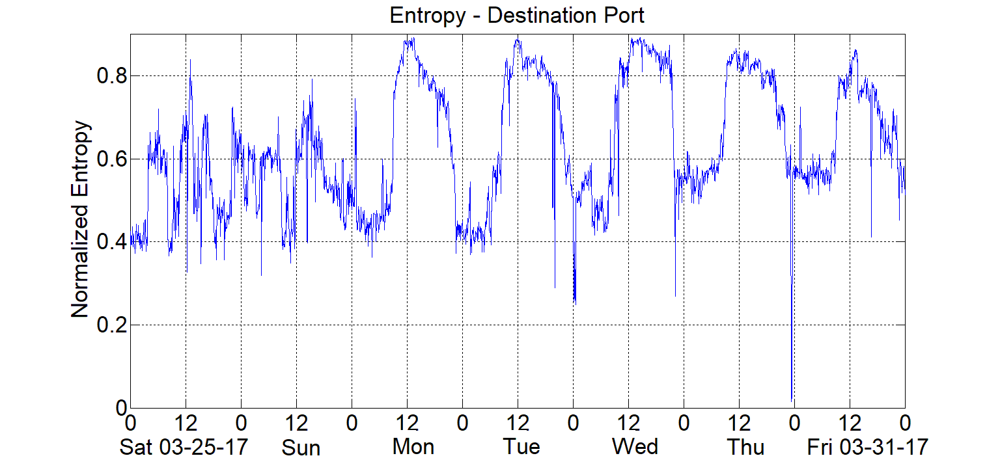 Entropy - Destination Port
Normalized Entropy
0.8
0.6
0.4
0.2
0
0 12 0 12 0 12 0 12 0 12 0 12 0 12 0
Sat 03-25-17 Sun Mon Tue Wed Thu Fri 03-31-17